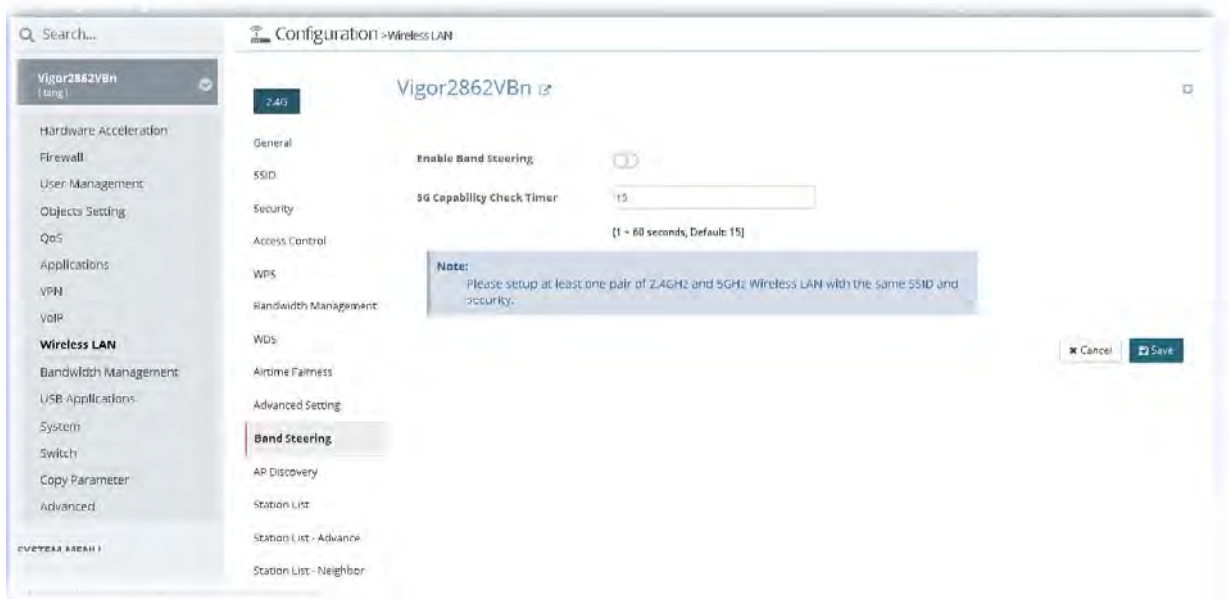 Search...
Configuration >Wireless LAN
Vigor2862VBn
(tang)
Hardware Acceleration
Firewall
User Management
Objects Setting
QoS
Applications
VPN
VoIP
Wireless LAN
Bandwidth Management
USB Applications
System
Switch
Copy Parameter
Advanced
SYSTEM MENU
2.4G
General
SSID
Security
Access Control
WPS
Bandwidth Management
WDS
Airtime Fairness
Advanced Setting
Band Steering
AP Discovery
Station List
Station List - Advance
Station List - Neighbor
Vigor2862VBn
Enable Band Steering
5G Capability Check Timer
15
(1 ~ 60 seconds, Default: 15)
Note:
Please setup at least one pair of 2.4GHz and 5GHz Wireless LAN with the same SSID and
security.
Cancel
Save